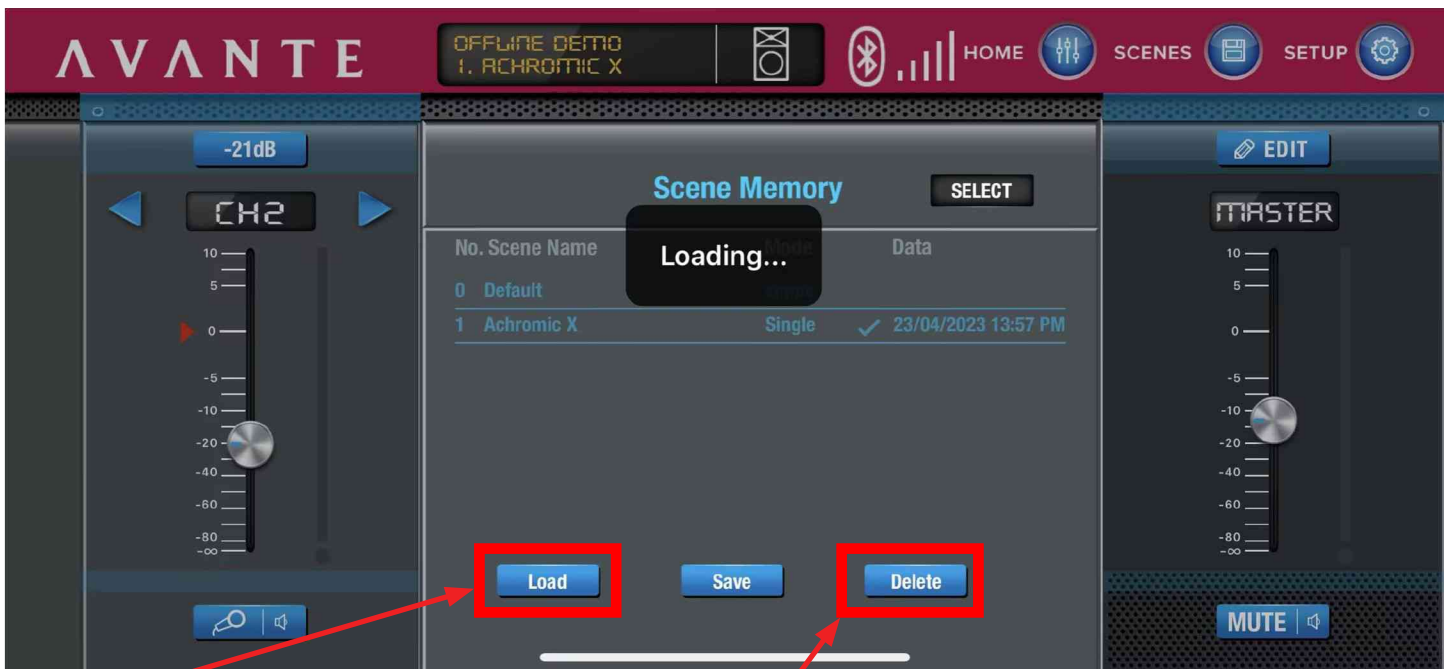 AVANTE
OFFLINE DEMO
1. ACHROMIC X
HOME
SCENES
SETUP
-21dB
CH2
10
5
0
-5
-10
-20
-40
-60
-80
-∞
Scene Memory
SELECT
No. Scene Name Mode Data
Loading...
0 Default
1 Achromic X Single 23/04/2023 13:57 PM
Load
Save
Delete
EDIT
MASTER
10
5
0
-5
-10
-20
-40
-60
-80
-∞
MUTE